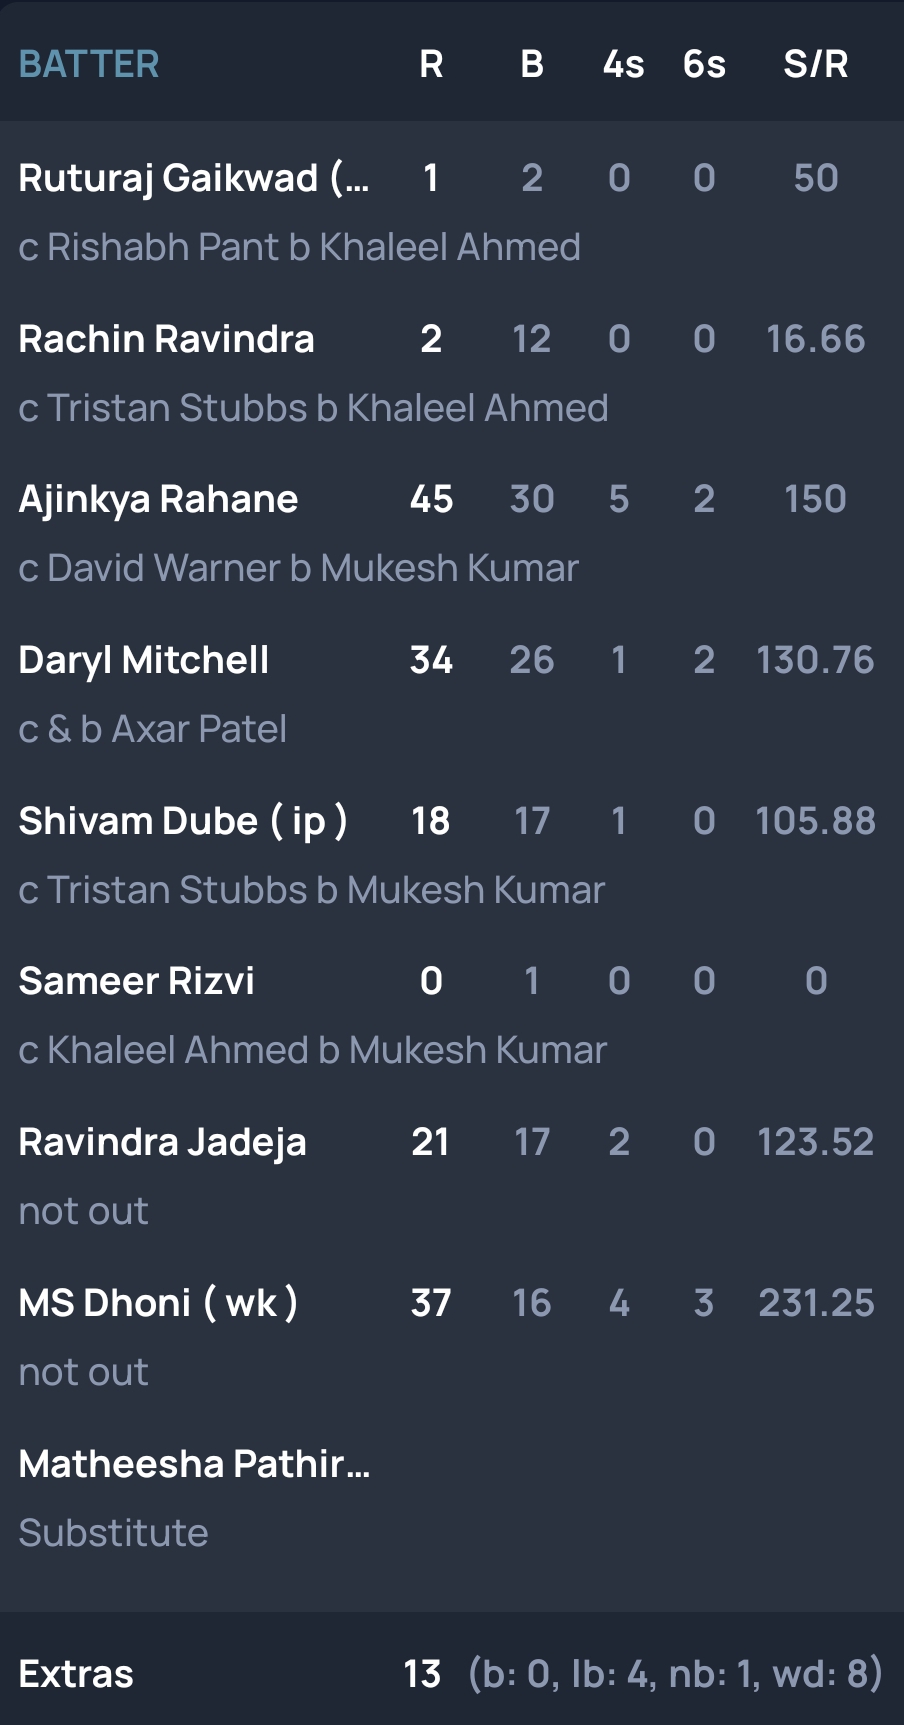 BATTER R B 4s 6s S/R
Ruturaj Gaikwad (... 1 2 0 0 50
c Rishabh Pant b Khaleel Ahmed
Rachin Ravindra 2 12 0 0 16.66
c Tristan Stubbs b Khaleel Ahmed
Ajinkya Rahane 45 30 5 2 150
c David Warner b Mukesh Kumar
Daryl Mitchell 34 26 1 2 130.76
c & b Axar Patel
Shivam Dube ( ip ) 18 17 1 0 105.88
c Tristan Stubbs b Mukesh Kumar
Sameer Rizvi 0 1 0 0 0
c Khaleel Ahmed b Mukesh Kumar
Ravindra Jadeja 21 17 2 0 123.52
not out
MS Dhoni ( wk ) 37 16 4 3 231.25
not out
Matheesha Pathir...
Substitute
Extras 13 (b: 0, lb: 4, nb: 1, wd: 8)